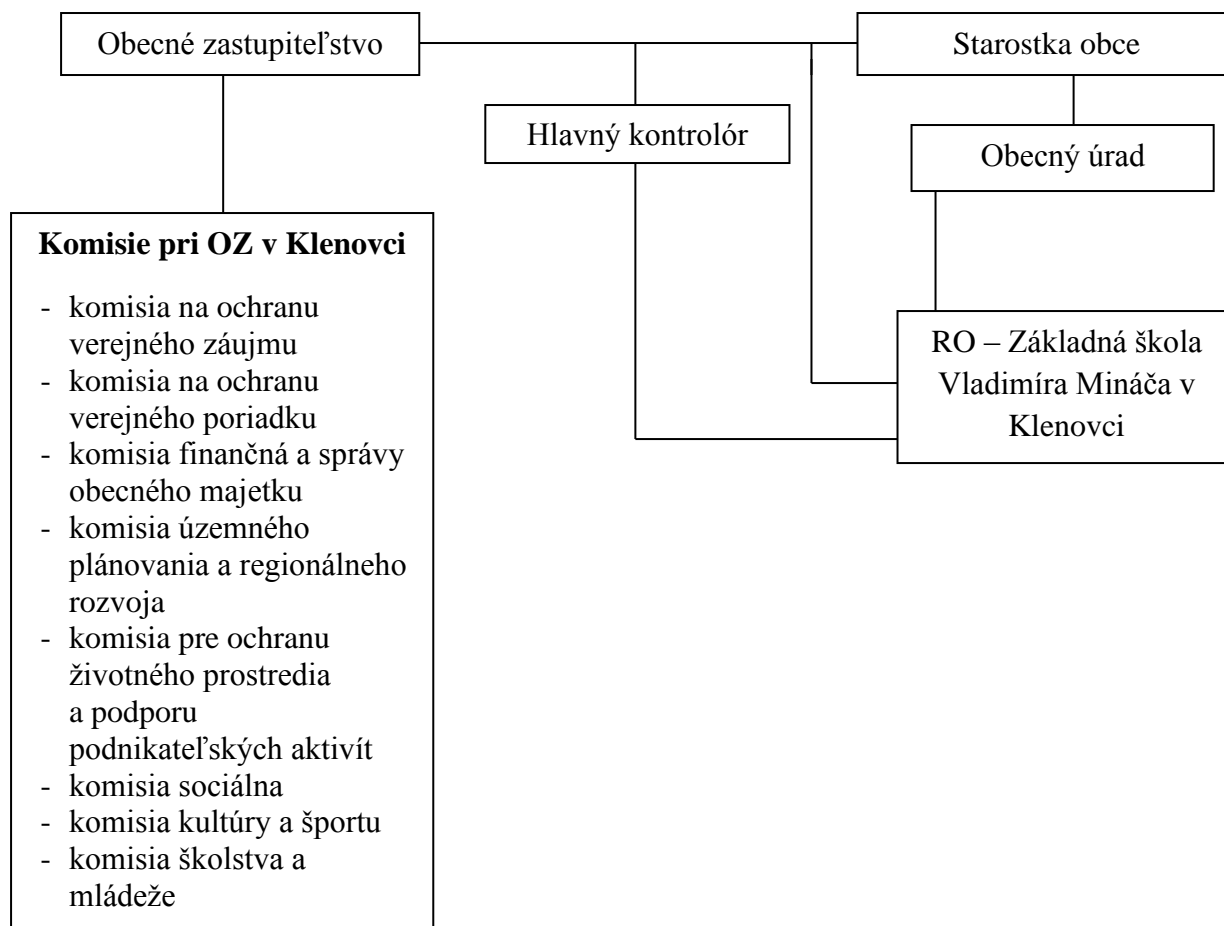 Obecné zastupiteľstvo
Starostka obce
Hlavný kontrolór
Obecný úrad
Komisie pri OZ v Klenovci
- komisia na ochranu
verejného záujmu
- komisia na ochranu
verejného poriadku
- komisia finančná a správy
obecného majetku
- komisia územného
plánovania a regionálneho
rozvoja
- komisia pre ochranu
životného prostredia
a podporu
podnikateľských aktivít
- komisia sociálna
- komisia kultúry a športu
- komisia školstva a
mládeže
RO – Základná škola
Vladimíra Mináča v
Klenovci